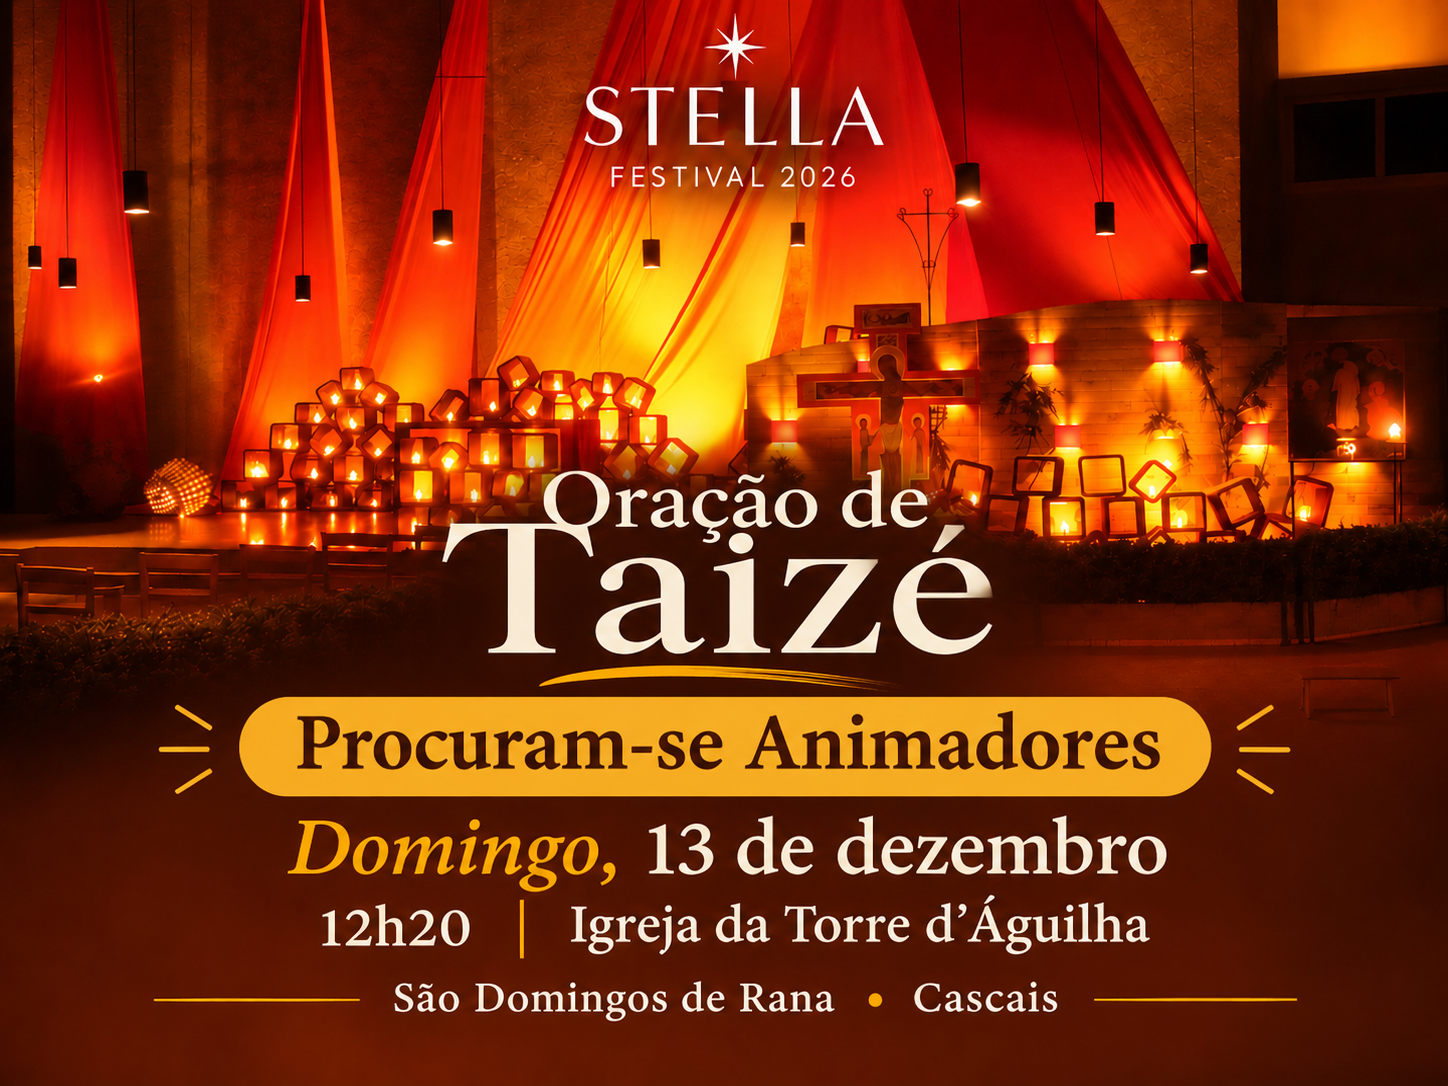 STELLA
FESTIVAL 2026
Oração de
Taizé
Procuram-se Animadores
Domingo, 13 de dezembro
12h20 | Igreja da Torre d’Águilha
São Domingos de Rana • Cascais